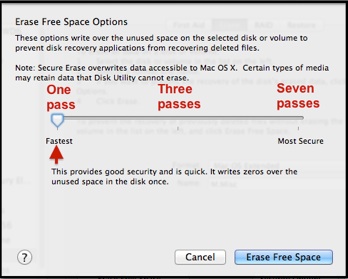 Erase Free Space Options
These options write over the unused space on the selected disk or volume to
prevent disk recovery applications from recovering deleted files.
Note: Secure Erase overwrites data accessible to Mac OS X. Certain types of media
may retain data that Disk Utility cannot erase.
One Three Seven
pass passes passes
Fastest Most Secure
This provides good security and is quick. It writes zeros over the
unused space in the disk once.
? Cancel Erase Free Space